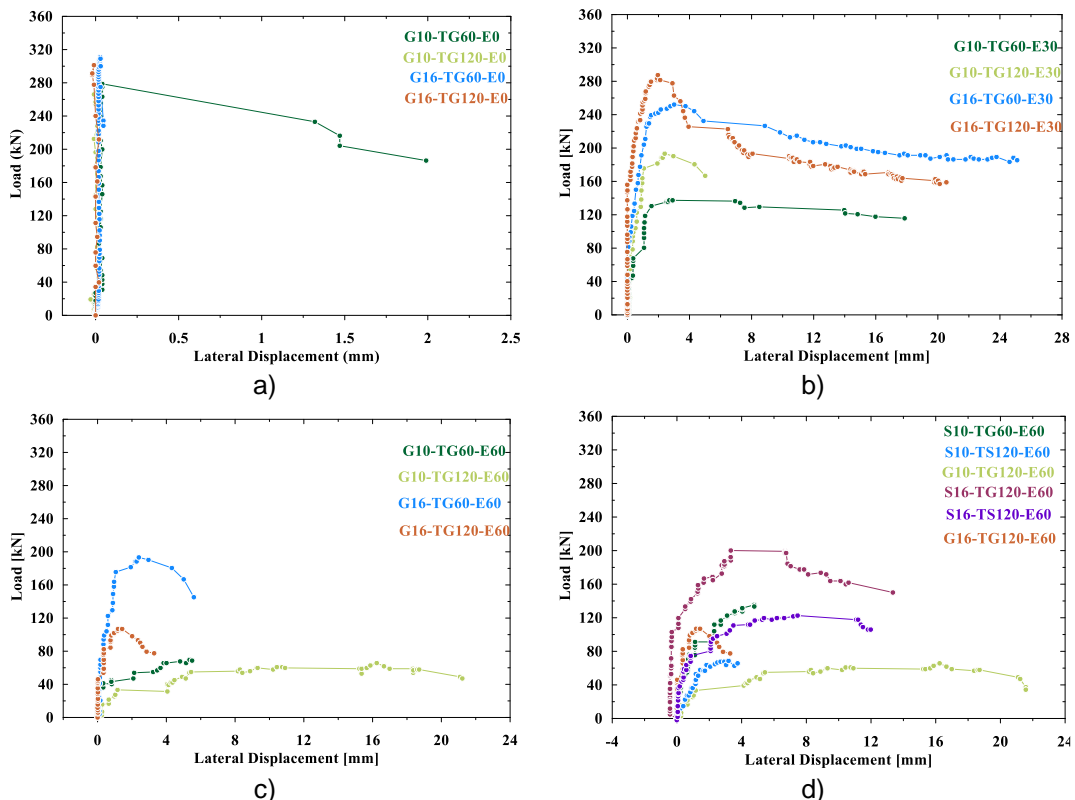 360
320
280
240
200
160
120
80
40
0
Load (kN)
G10-TG60-E0
G10-TG120-E0
G16-TG60-E0
G16-TG120-E0
0 0.5 1 1.5 2 2.5
Lateral Displacement (mm)
a)
360
320
280
240
200
160
120
80
40
0
Load [kN]
G10-TG60-E30
G10-TG120-E30
G16-TG60-E30
G16-TG120-E30
0 4 8 12 16 20 24 28
Lateral Displacement [mm]
b)
360
320
280
240
200
160
120
80
40
0
Load [kN]
G10-TG60-E60
G10-TG120-E60
G16-TG60-E60
G16-TG120-E60
0 4 8 12 16 20 24
Lateral Displacement [mm]
c)
360
320
280
240
200
160
120
80
40
0
Load [kN]
S10-TG60-E60
S10-TS120-E60
G10-TG120-E60
S16-TG120-E60
S16-TS120-E60
G16-TG120-E60
-4 0 4 8 12 16 20 24
Lateral Displacement [mm]
d)